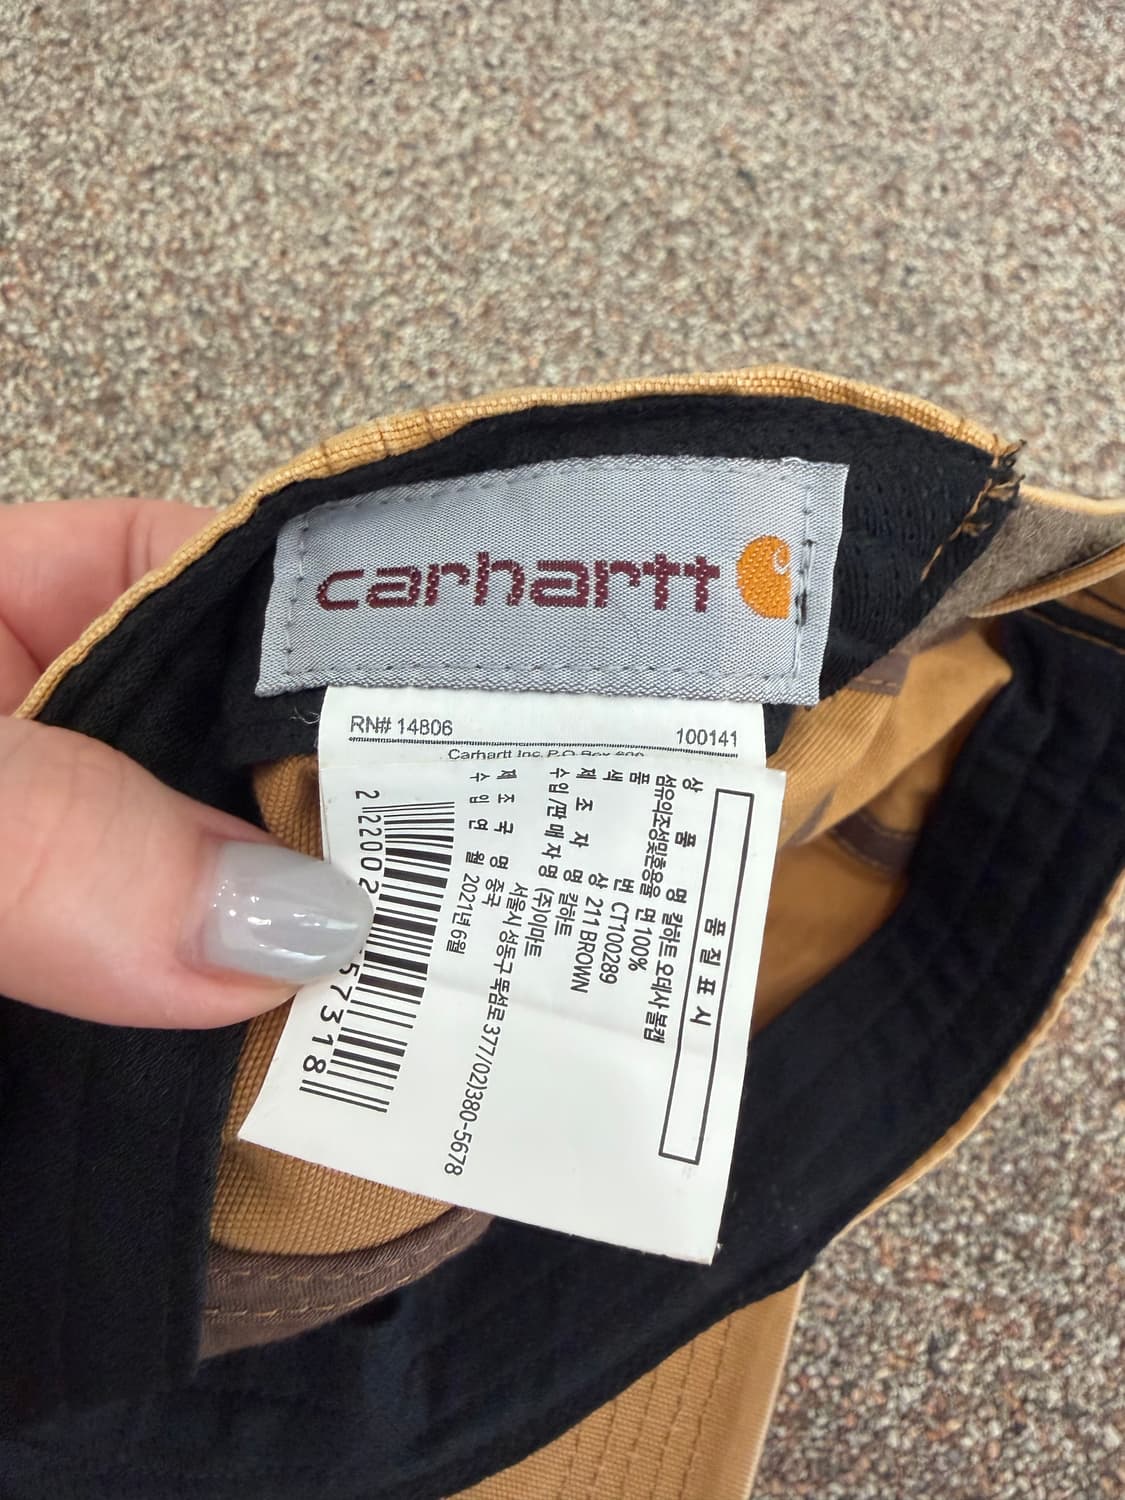 carhartt
RN# 14806 100141
Carhartt Inc P.O Box 600
품질표시
상 품 명 칼하트 오데사 볼캡
섬유의조성및혼용율 면 100%
품 번 CT100289
색 상 211 BROWN
제 조 자 명 칼하트
수입/판매자명 (주)이마트
서울시 성동구 뚝섬로 377/02)380-5678
제 조 국 명 중국
수 입 연 월 2021년 6월
2 22002 57318